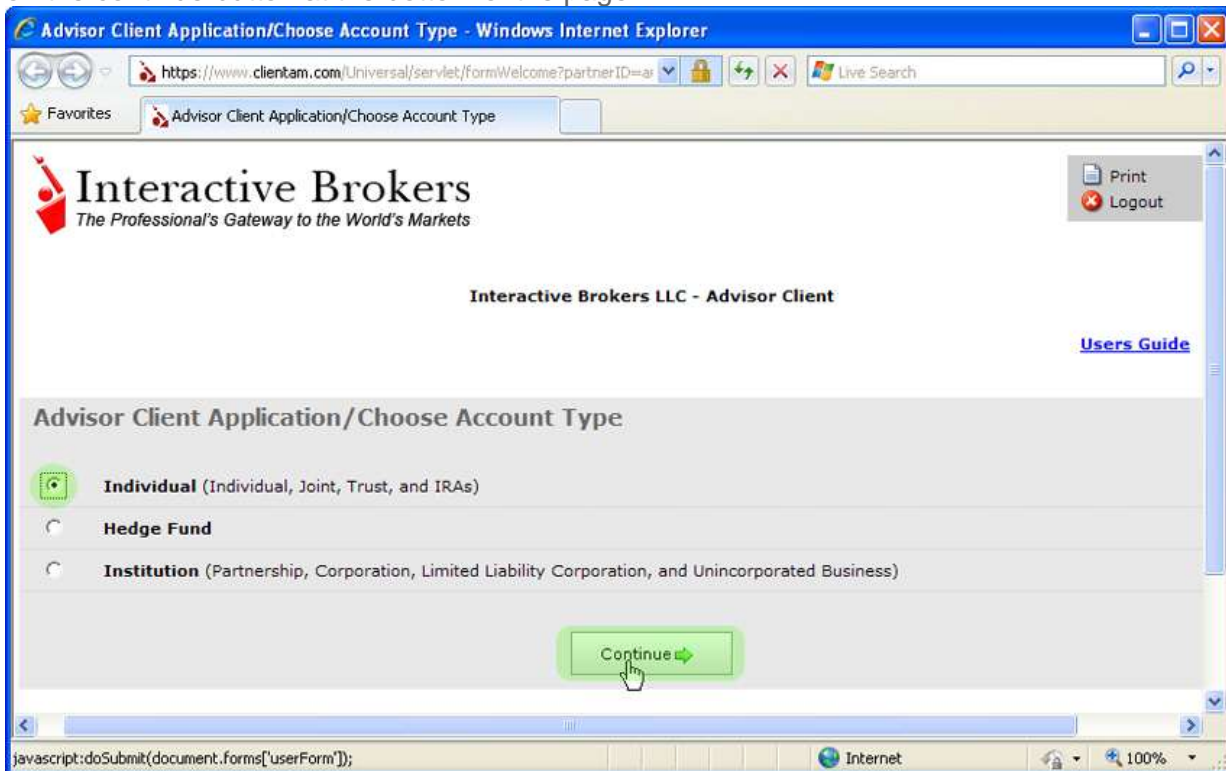 Advisor Client Application/Choose Account Type - Windows Internet Explorer
https://www.clientam.com/Universal/servlet/formWelcome?partnerID=
Live Search
Favorites
Advisor Client Application/Choose Account Type
Interactive Brokers
The Professional's Gateway to the World's Markets
Print
Logout
Interactive Brokers LLC - Advisor Client
Users Guide
Advisor Client Application/Choose Account Type
Individual (Individual, Joint, Trust, and IRAs)
Hedge Fund
Institution (Partnership, Corporation, Limited Liability Corporation, and Unincorporated Business)
Continue
javascript:doSubmit(document.forms['userForm']);
Internet
100%